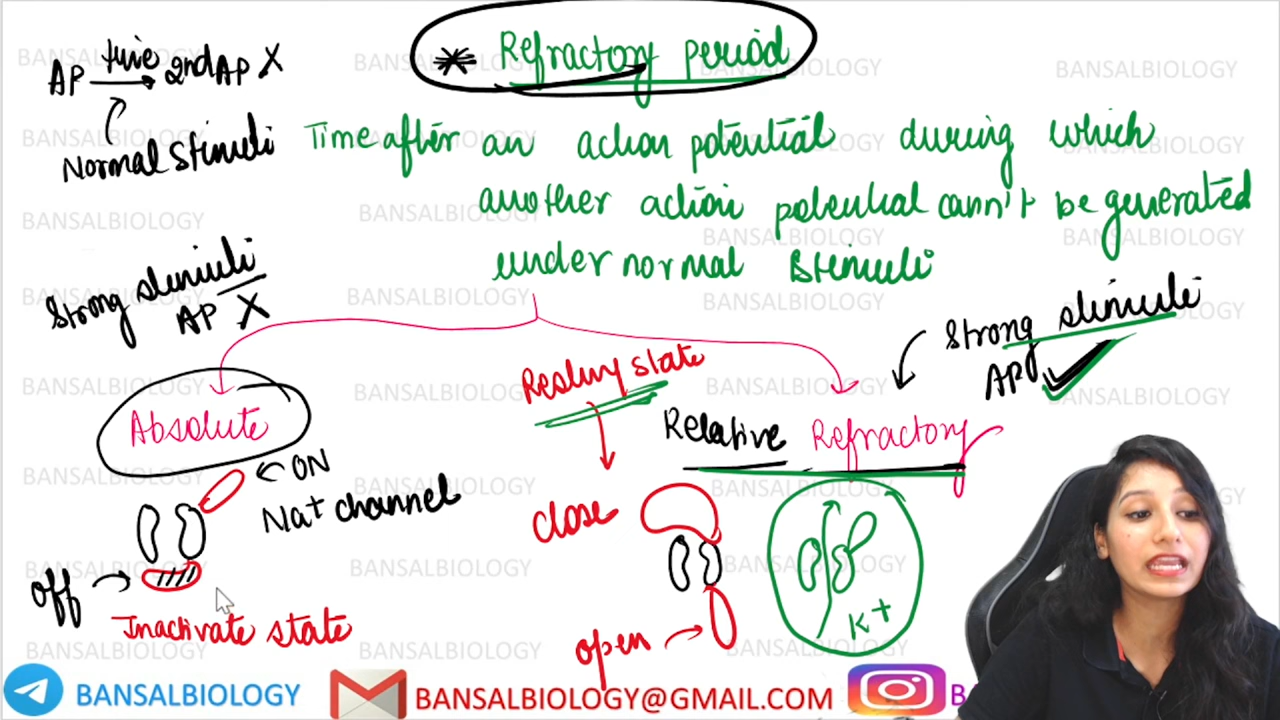 * Refractory period
AP time 2nd AP X
Normal Stimuli
Time after an action potential during which
another action potential cann't be generated
under normal Stimuli
Strong stimuli
AP X
Strong stimuli
AP
Resting state
Absolute
Relative Refractory
ON
Na+ channel
close
off
Inactivate state
open
K+
BANSALBIOLOGY
BANSALBIOLOGY@GMAIL.COM